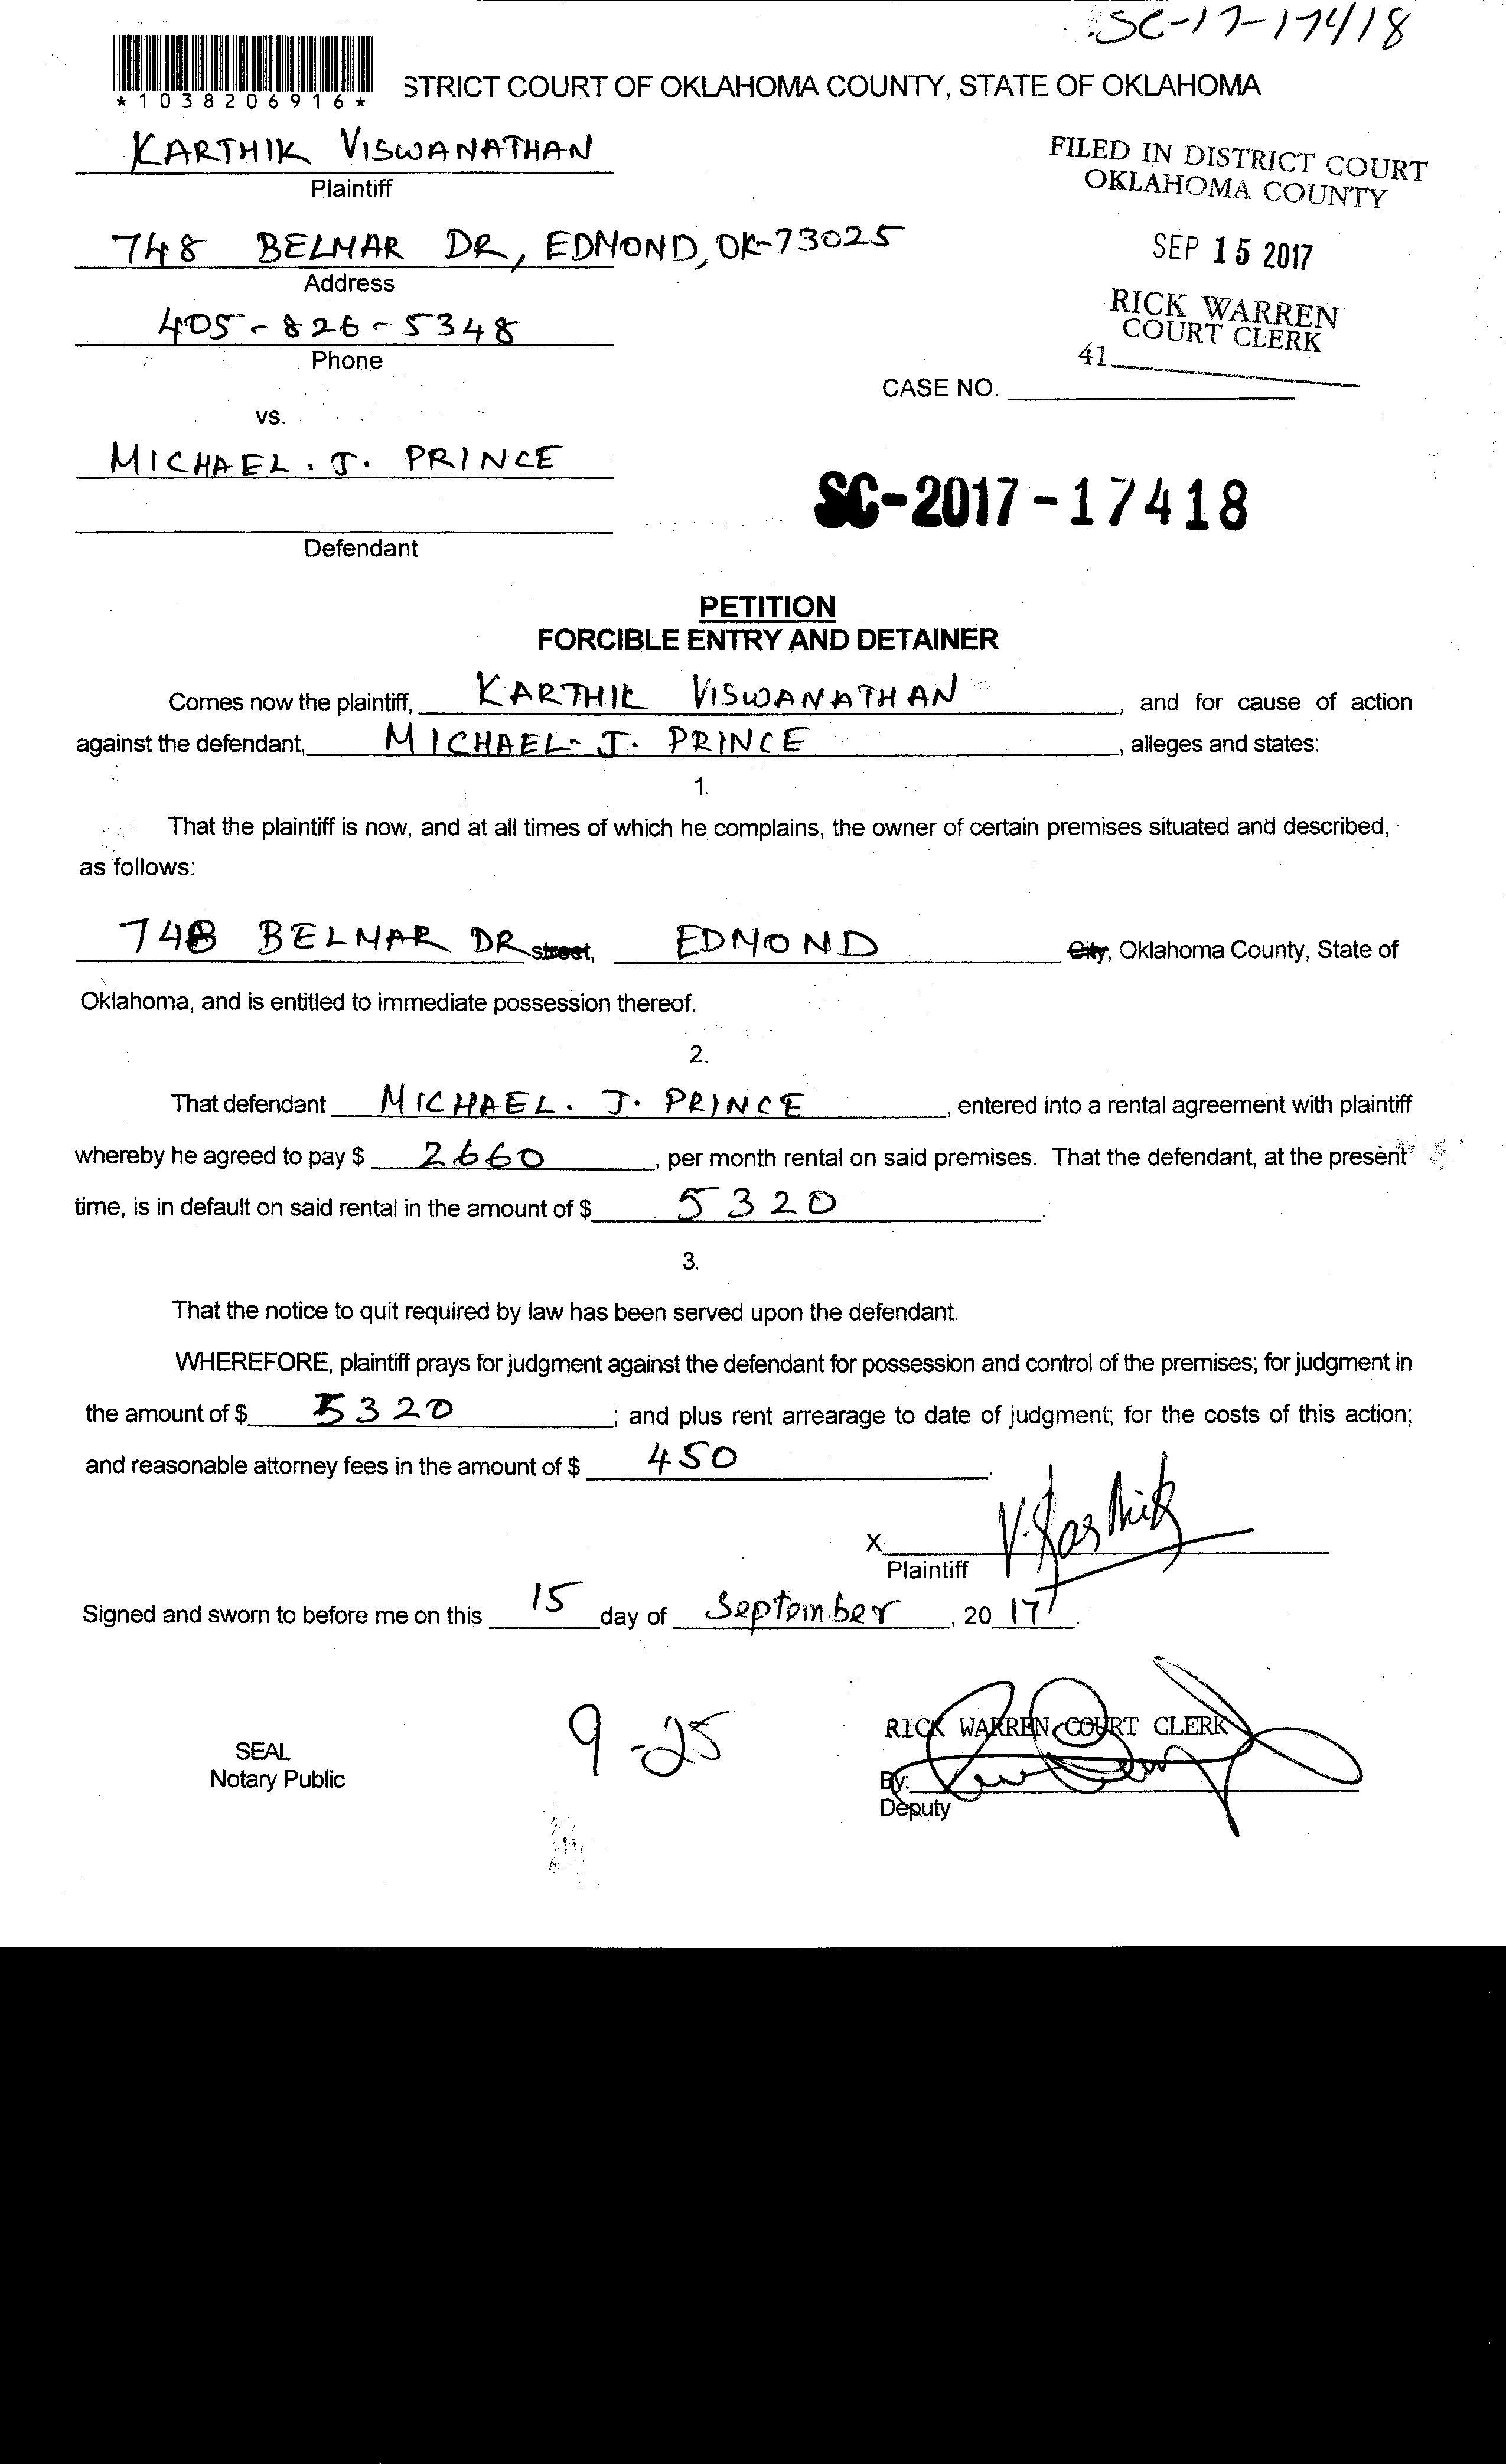 SC-17-17418
*1038206916*
STRICT COURT OF OKLAHOMA COUNTY, STATE OF OKLAHOMA
KARTHIK VISWANATHAN
Plaintiff
FILED IN DISTRICT COURT
OKLAHOMA COUNTY
748 BELMAR DR, EDMOND, OK-73025
Address
SEP 15 2017
405-826-5348
Phone
RICK WARREN
COURT CLERK
41
CASE NO.
vs.
MICHAEL. J. PRINCE
SC-2017-17418
Defendant
PETITION
FORCIBLE ENTRY AND DETAINER
Comes now the plaintiff, KARTHIK VISWANATHAN, and for cause of action
against the defendant, MICHAEL. J. PRINCE, alleges and states:
1.
That the plaintiff is now, and at all times of which he complains, the owner of certain premises situated and described,
as follows:
748 BELMAR DR street, EDMOND City, Oklahoma County, State of
Oklahoma, and is entitled to immediate possession thereof.
2.
That defendant MICHAEL. J. PRINCE, entered into a rental agreement with plaintiff
whereby he agreed to pay $ 2660, per month rental on said premises. That the defendant, at the present
time, is in default on said rental in the amount of $ 5320.
3.
That the notice to quit required by law has been served upon the defendant.
WHEREFORE, plaintiff prays for judgment against the defendant for possession and control of the premises; for judgment in
the amount of $ 5320; and plus rent arrearage to date of judgment; for the costs of this action;
and reasonable attorney fees in the amount of $ 450.
X V. Karthik
Plaintiff
Signed and sworn to before me on this 15 day of September, 2017.
9-25
RICK WARREN COURT CLERK
SEAL
Notary Public
By:
Deputy